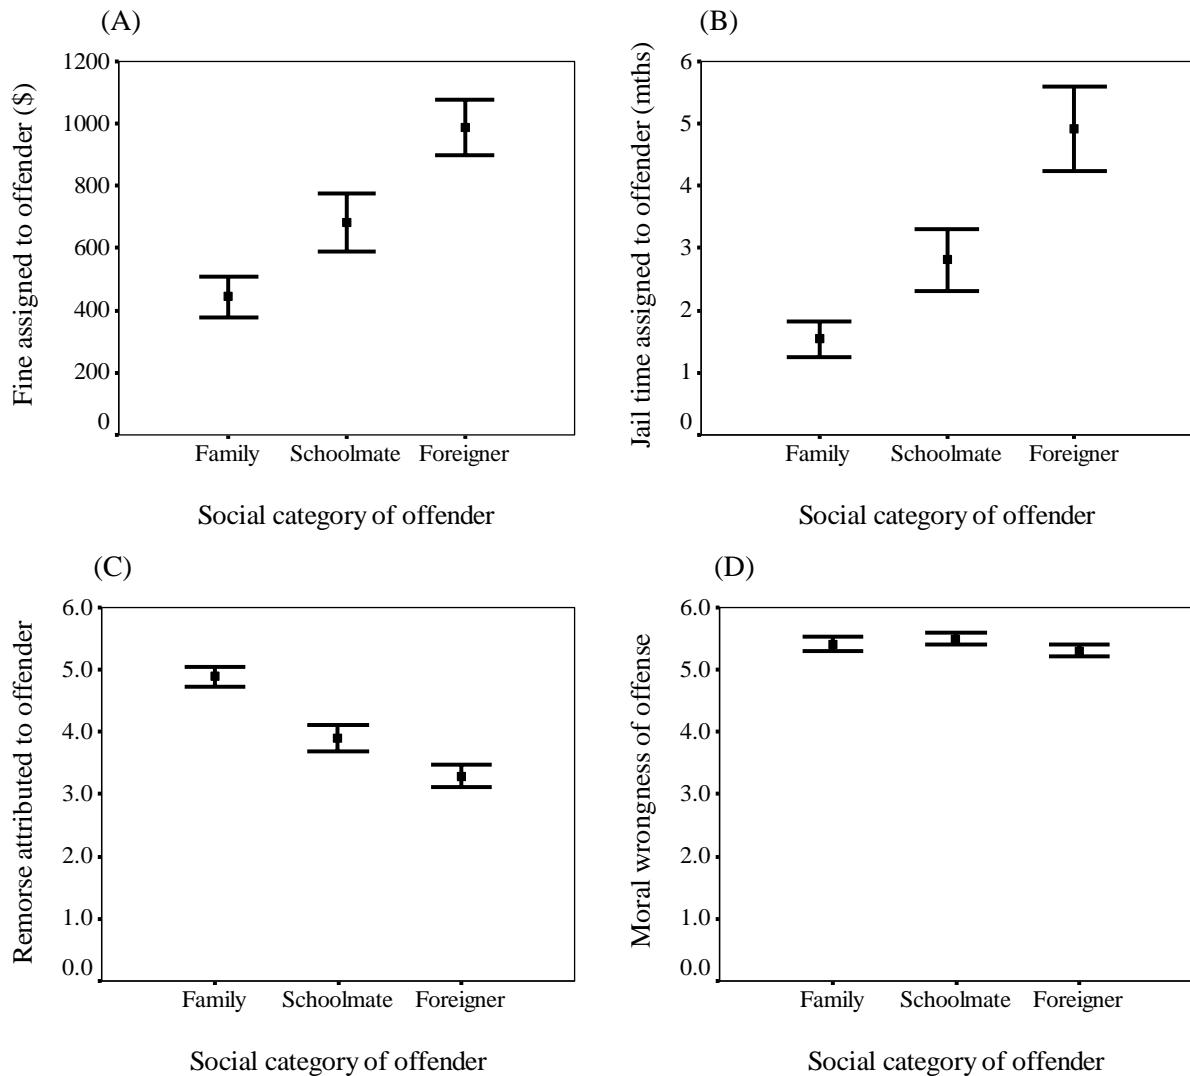 (A)
Fine assigned to offender ($)
1200
1000
800
600
400
200
0
Family Schoolmate Foreigner
Social category of offender
(B)
Jail time assigned to offender (mths)
6
5
4
3
2
1
0
Family Schoolmate Foreigner
Social category of offender
(C)
Remorse attributed to offender
6.0
5.0
4.0
3.0
2.0
1.0
0.0
Family Schoolmate Foreigner
Social category of offender
(D)
Moral wrongness of offense
6.0
5.0
4.0
3.0
2.0
1.0
0.0
Family Schoolmate Foreigner
Social category of offender